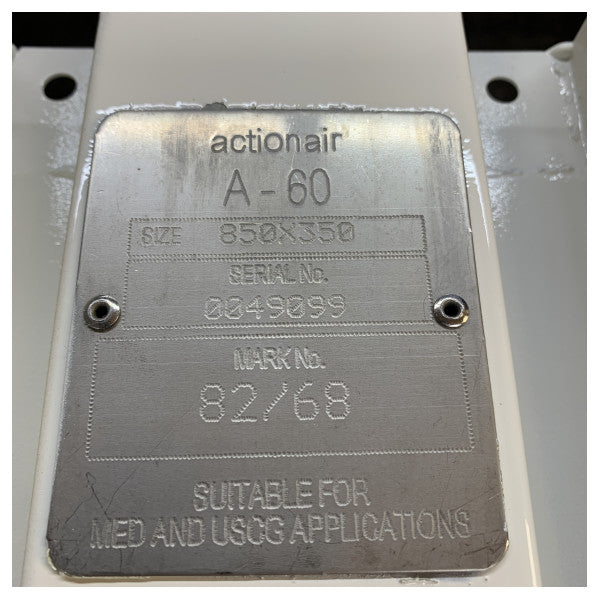 actionair
A - 60
SIZE 850X350
SERIAL No.
0049099
MARK No.
82/68
SUITABLE FOR
MED AND USCG APPLICATIONS